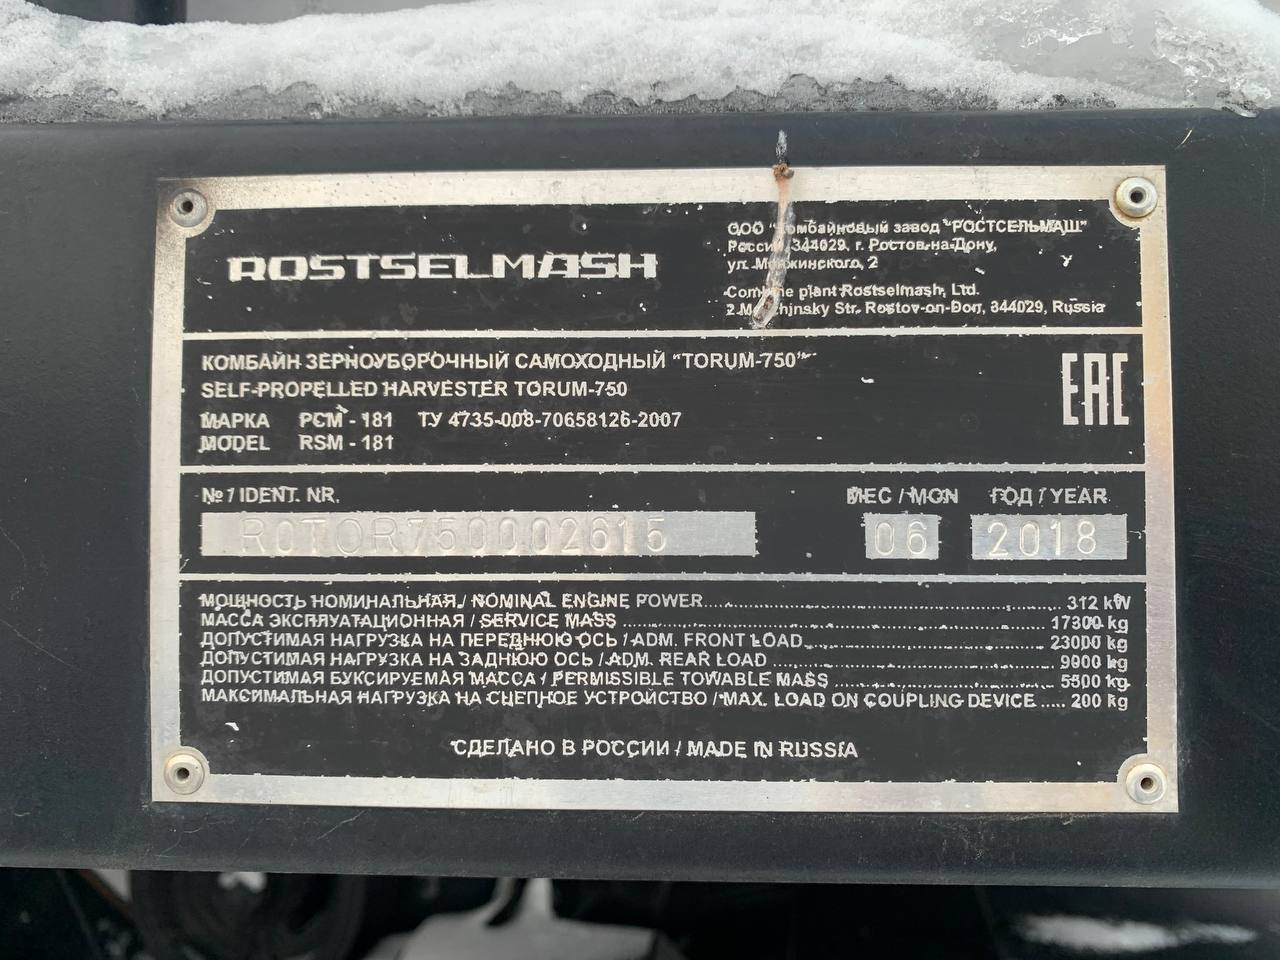 ROSTSELMASH
ООО "Комбайновый завод "РОСТСЕЛЬМАШ"
Россия, 344029, г. Ростов-на-Дону,
ул. Менжинского, 2
Combine plant Rostselmash, Ltd.
2 Menzhjnsky Str. Rostov-on-Don, 344029, Russia
КОМБАЙН ЗЕРНОУБОРОЧНЫЙ САМОХОДНЫЙ "TORUM-750"
SELF-PROPELLED HARVESTER TORUM-750
МАРКА РСМ - 181 ТУ 4735-008-70658126-2007
MODEL RSM - 181
EAC
№ / IDENT. NR. МЕС / MON ГОД / YEAR
R0TOR750002615 06 2018
МОЩНОСТЬ НОМИНАЛЬНАЯ / NOMINAL ENGINE POWER 312 kW
МАССА ЭКСПЛУАТАЦИОННАЯ / SERVICE MASS 17300 kg
ДОПУСТИМАЯ НАГРУЗКА НА ПЕРЕДНЮЮ ОСЬ / ADM. FRONT LOAD 23000 kg
ДОПУСТИМАЯ НАГРУЗКА НА ЗАДНЮЮ ОСЬ / ADM. REAR LOAD 9900 kg
ДОПУСТИМАЯ БУКСИРУЕМАЯ МАССА / PERMISSIBLE TOWABLE MASS 5500 kg
МАКСИМАЛЬНАЯ НАГРУЗКА НА СЦЕПНОЕ УСТРОЙСТВО / MAX. LOAD ON COUPLING DEVICE 200 kg
СДЕЛАНО В РОССИИ / MADE IN RUSSIA